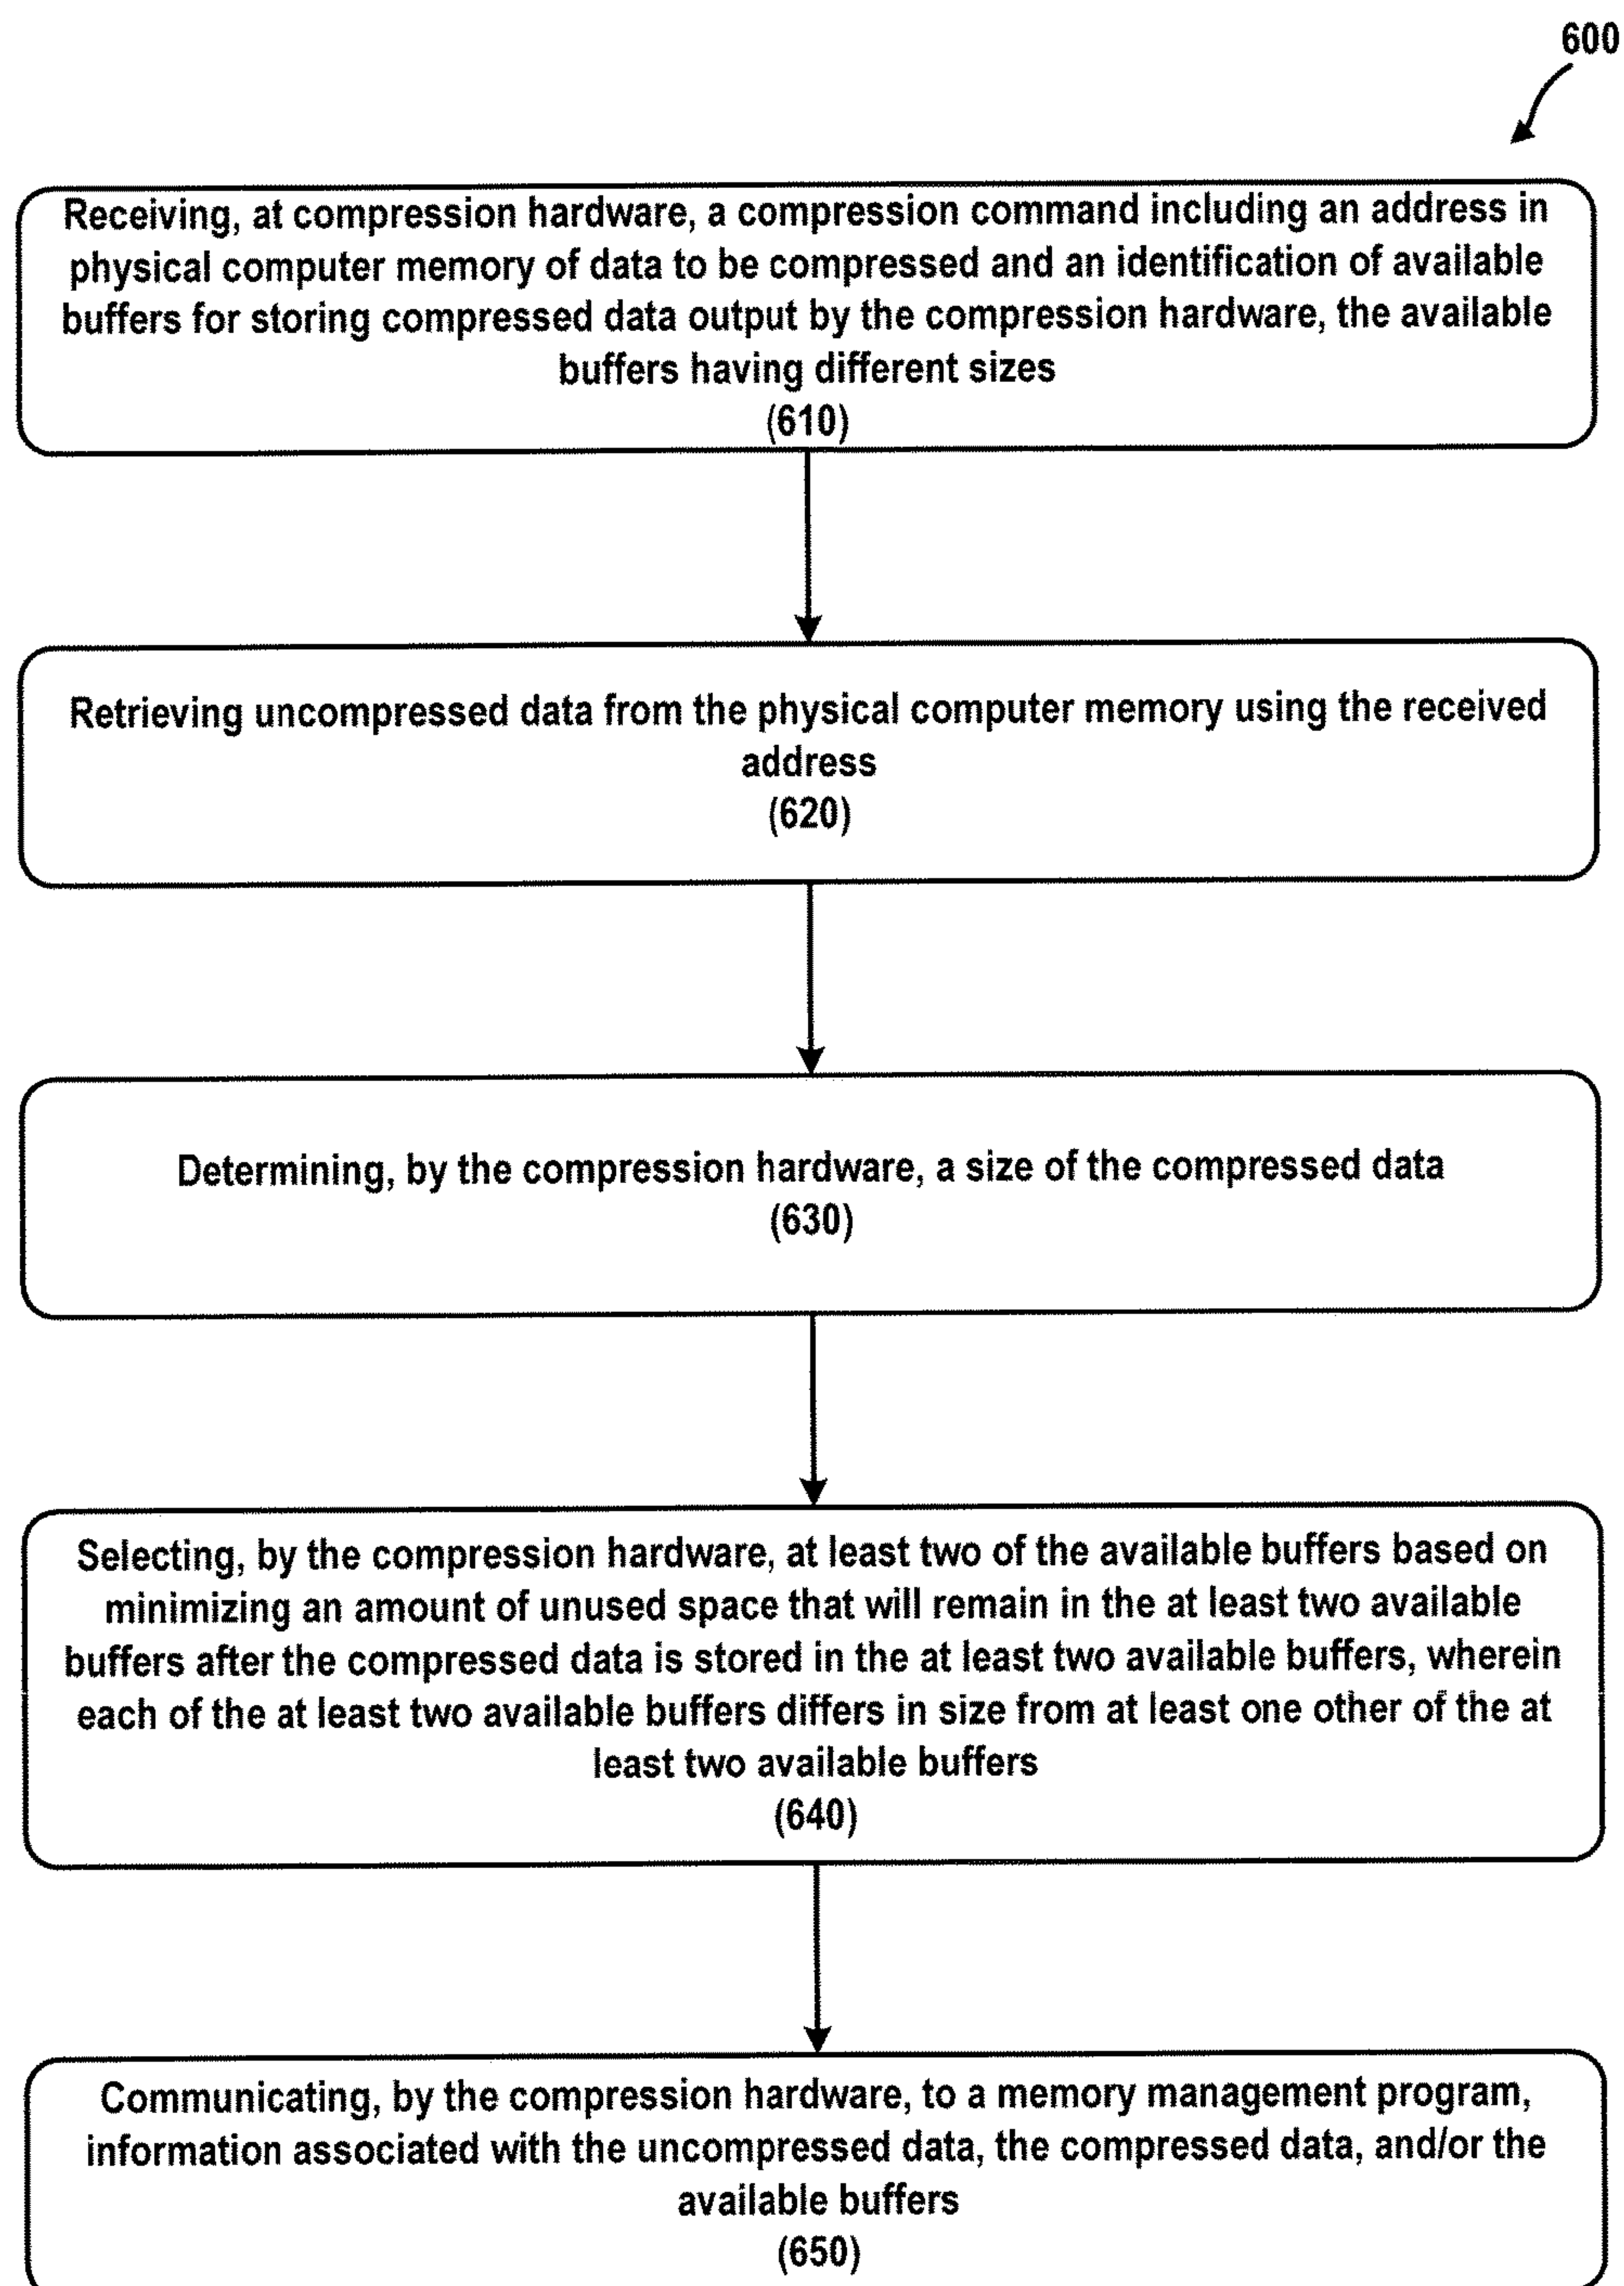 600
Receiving, at compression hardware, a compression command including an address in
physical computer memory of data to be compressed and an identification of available
buffers for storing compressed data output by the compression hardware, the available
buffers having different sizes
(610)
Retrieving uncompressed data from the physical computer memory using the received
address
(620)
Determining, by the compression hardware, a size of the compressed data
(630)
Selecting, by the compression hardware, at least two of the available buffers based on
minimizing an amount of unused space that will remain in the at least two available
buffers after the compressed data is stored in the at least two available buffers, wherein
each of the at least two available buffers differs in size from at least one other of the at
least two available buffers
(640)
Communicating, by the compression hardware, to a memory management program,
information associated with the uncompressed data, the compressed data, and/or the
available buffers
(650)